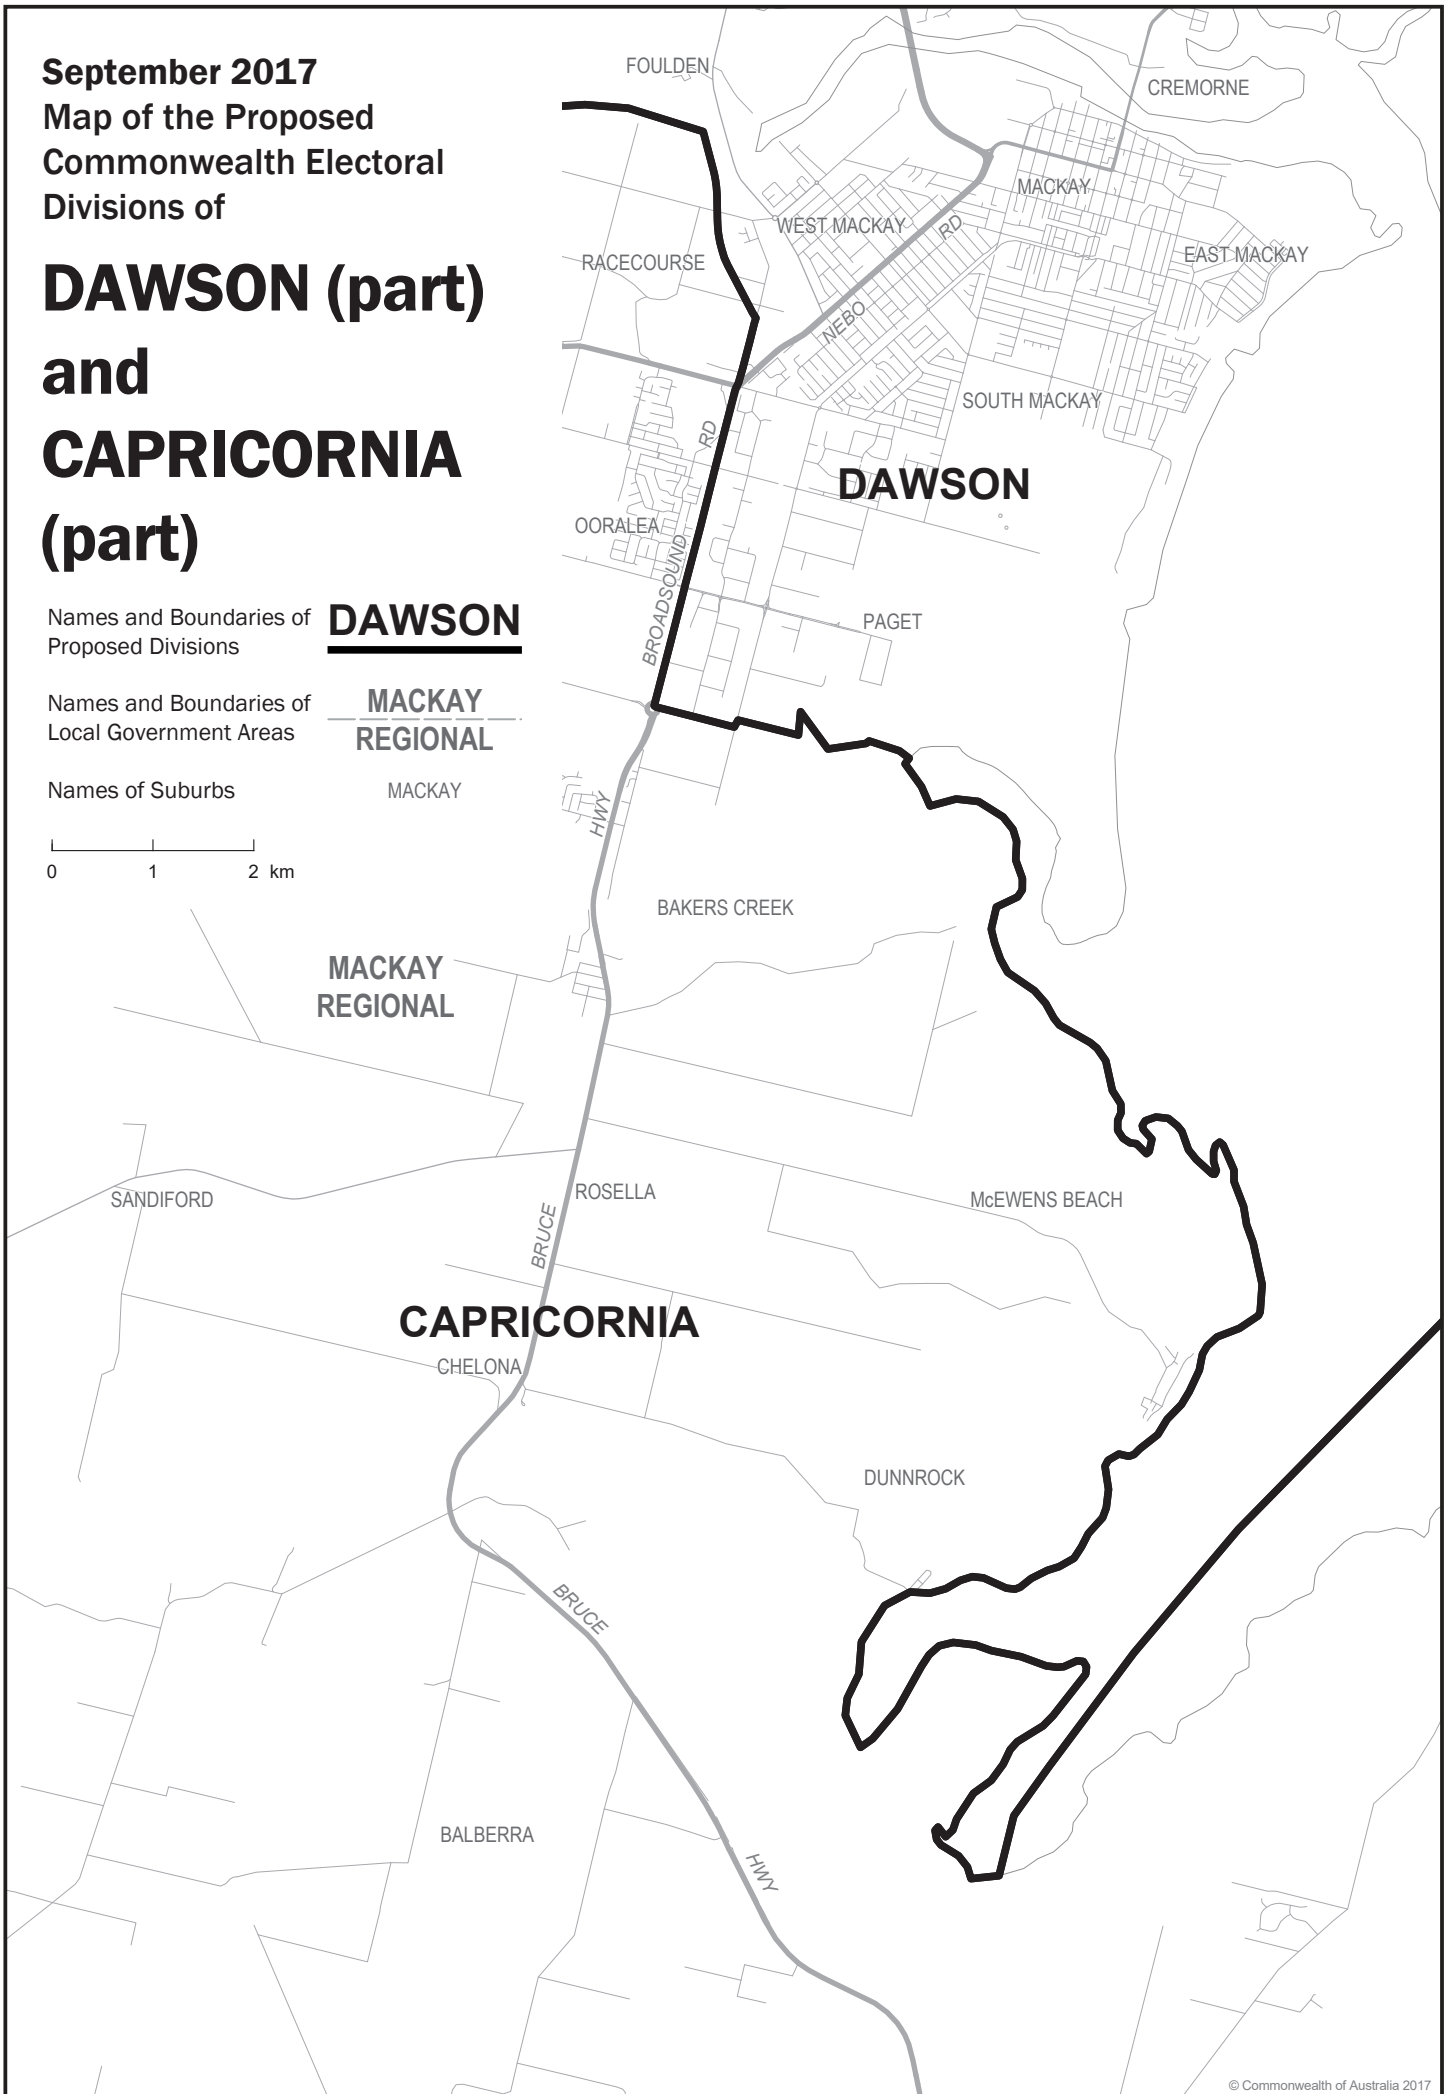 September 2017
Map of the Proposed
Commonwealth Electoral
Divisions of
DAWSON (part)
and
CAPRICORNIA
(part)
Names and Boundaries of
Proposed Divisions
DAWSON
Names and Boundaries of
Local Government Areas
MACKAY
REGIONAL
Names of Suburbs
MACKAY
0 1 2 km
FOULDEN
CREMORNE
MACKAY
WEST MACKAY
RD
EAST MACKAY
RACECOURSE
NEBO
SOUTH MACKAY
RD
DAWSON
OORALEA
BROADSOUND
PAGET
HWY
BAKERS CREEK
MACKAY
REGIONAL
SANDIFORD
ROSELLA
McEWENS BEACH
BRUCE
CAPRICORNIA
CHELONA
DUNNROCK
BRUCE
BALBERRA
HWY
© Commonwealth of Australia 2017